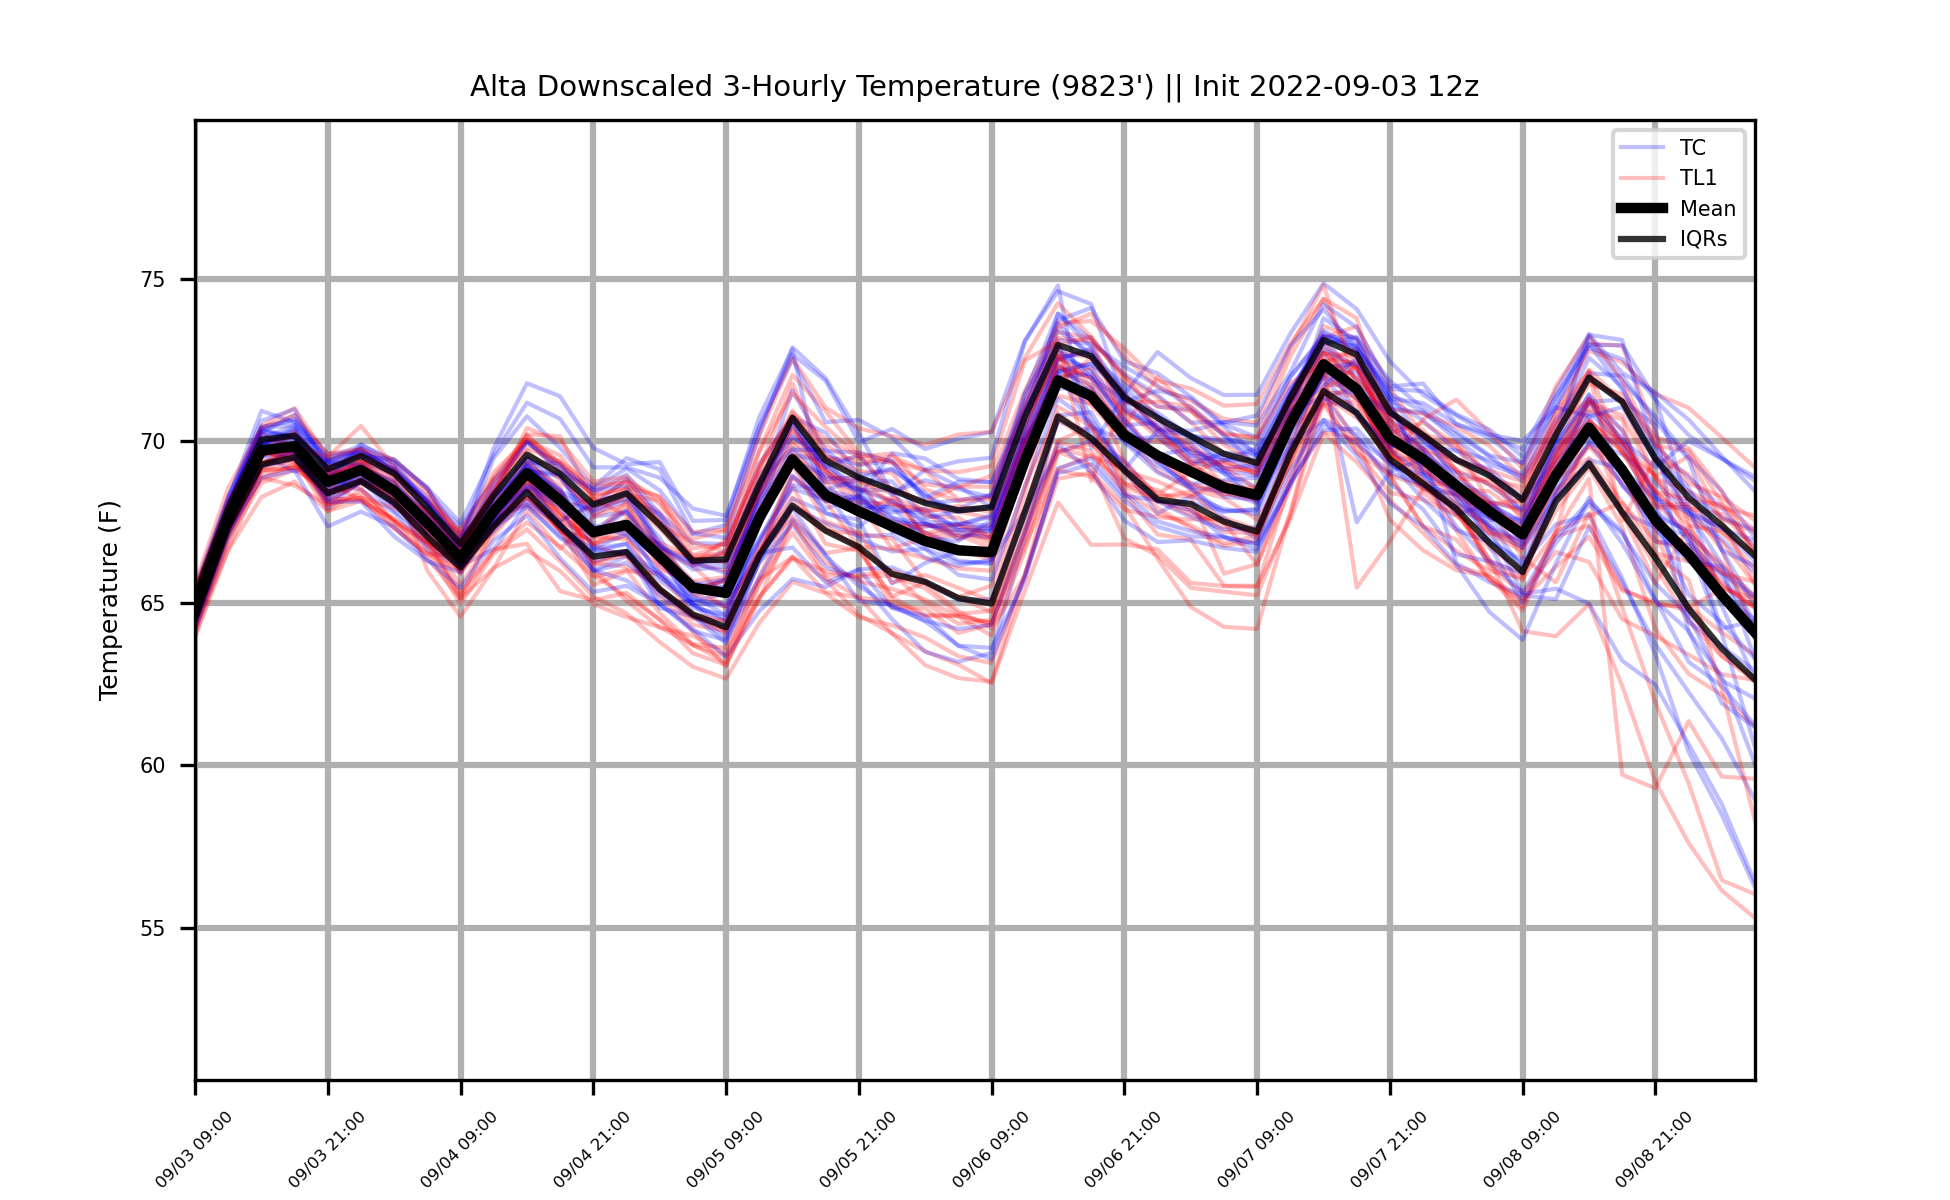 Alta Downscaled 3-Hourly Temperature (9823') || Init 2022-09-03 12z
TC
TL1
Mean
IQRs
Temperature (F)
75
70
65
60
55
09/03 09:00
09/03 21:00
09/04 09:00
09/04 21:00
09/05 09:00
09/05 21:00
09/06 09:00
09/06 21:00
09/07 09:00
09/07 21:00
09/08 09:00
09/08 21:00